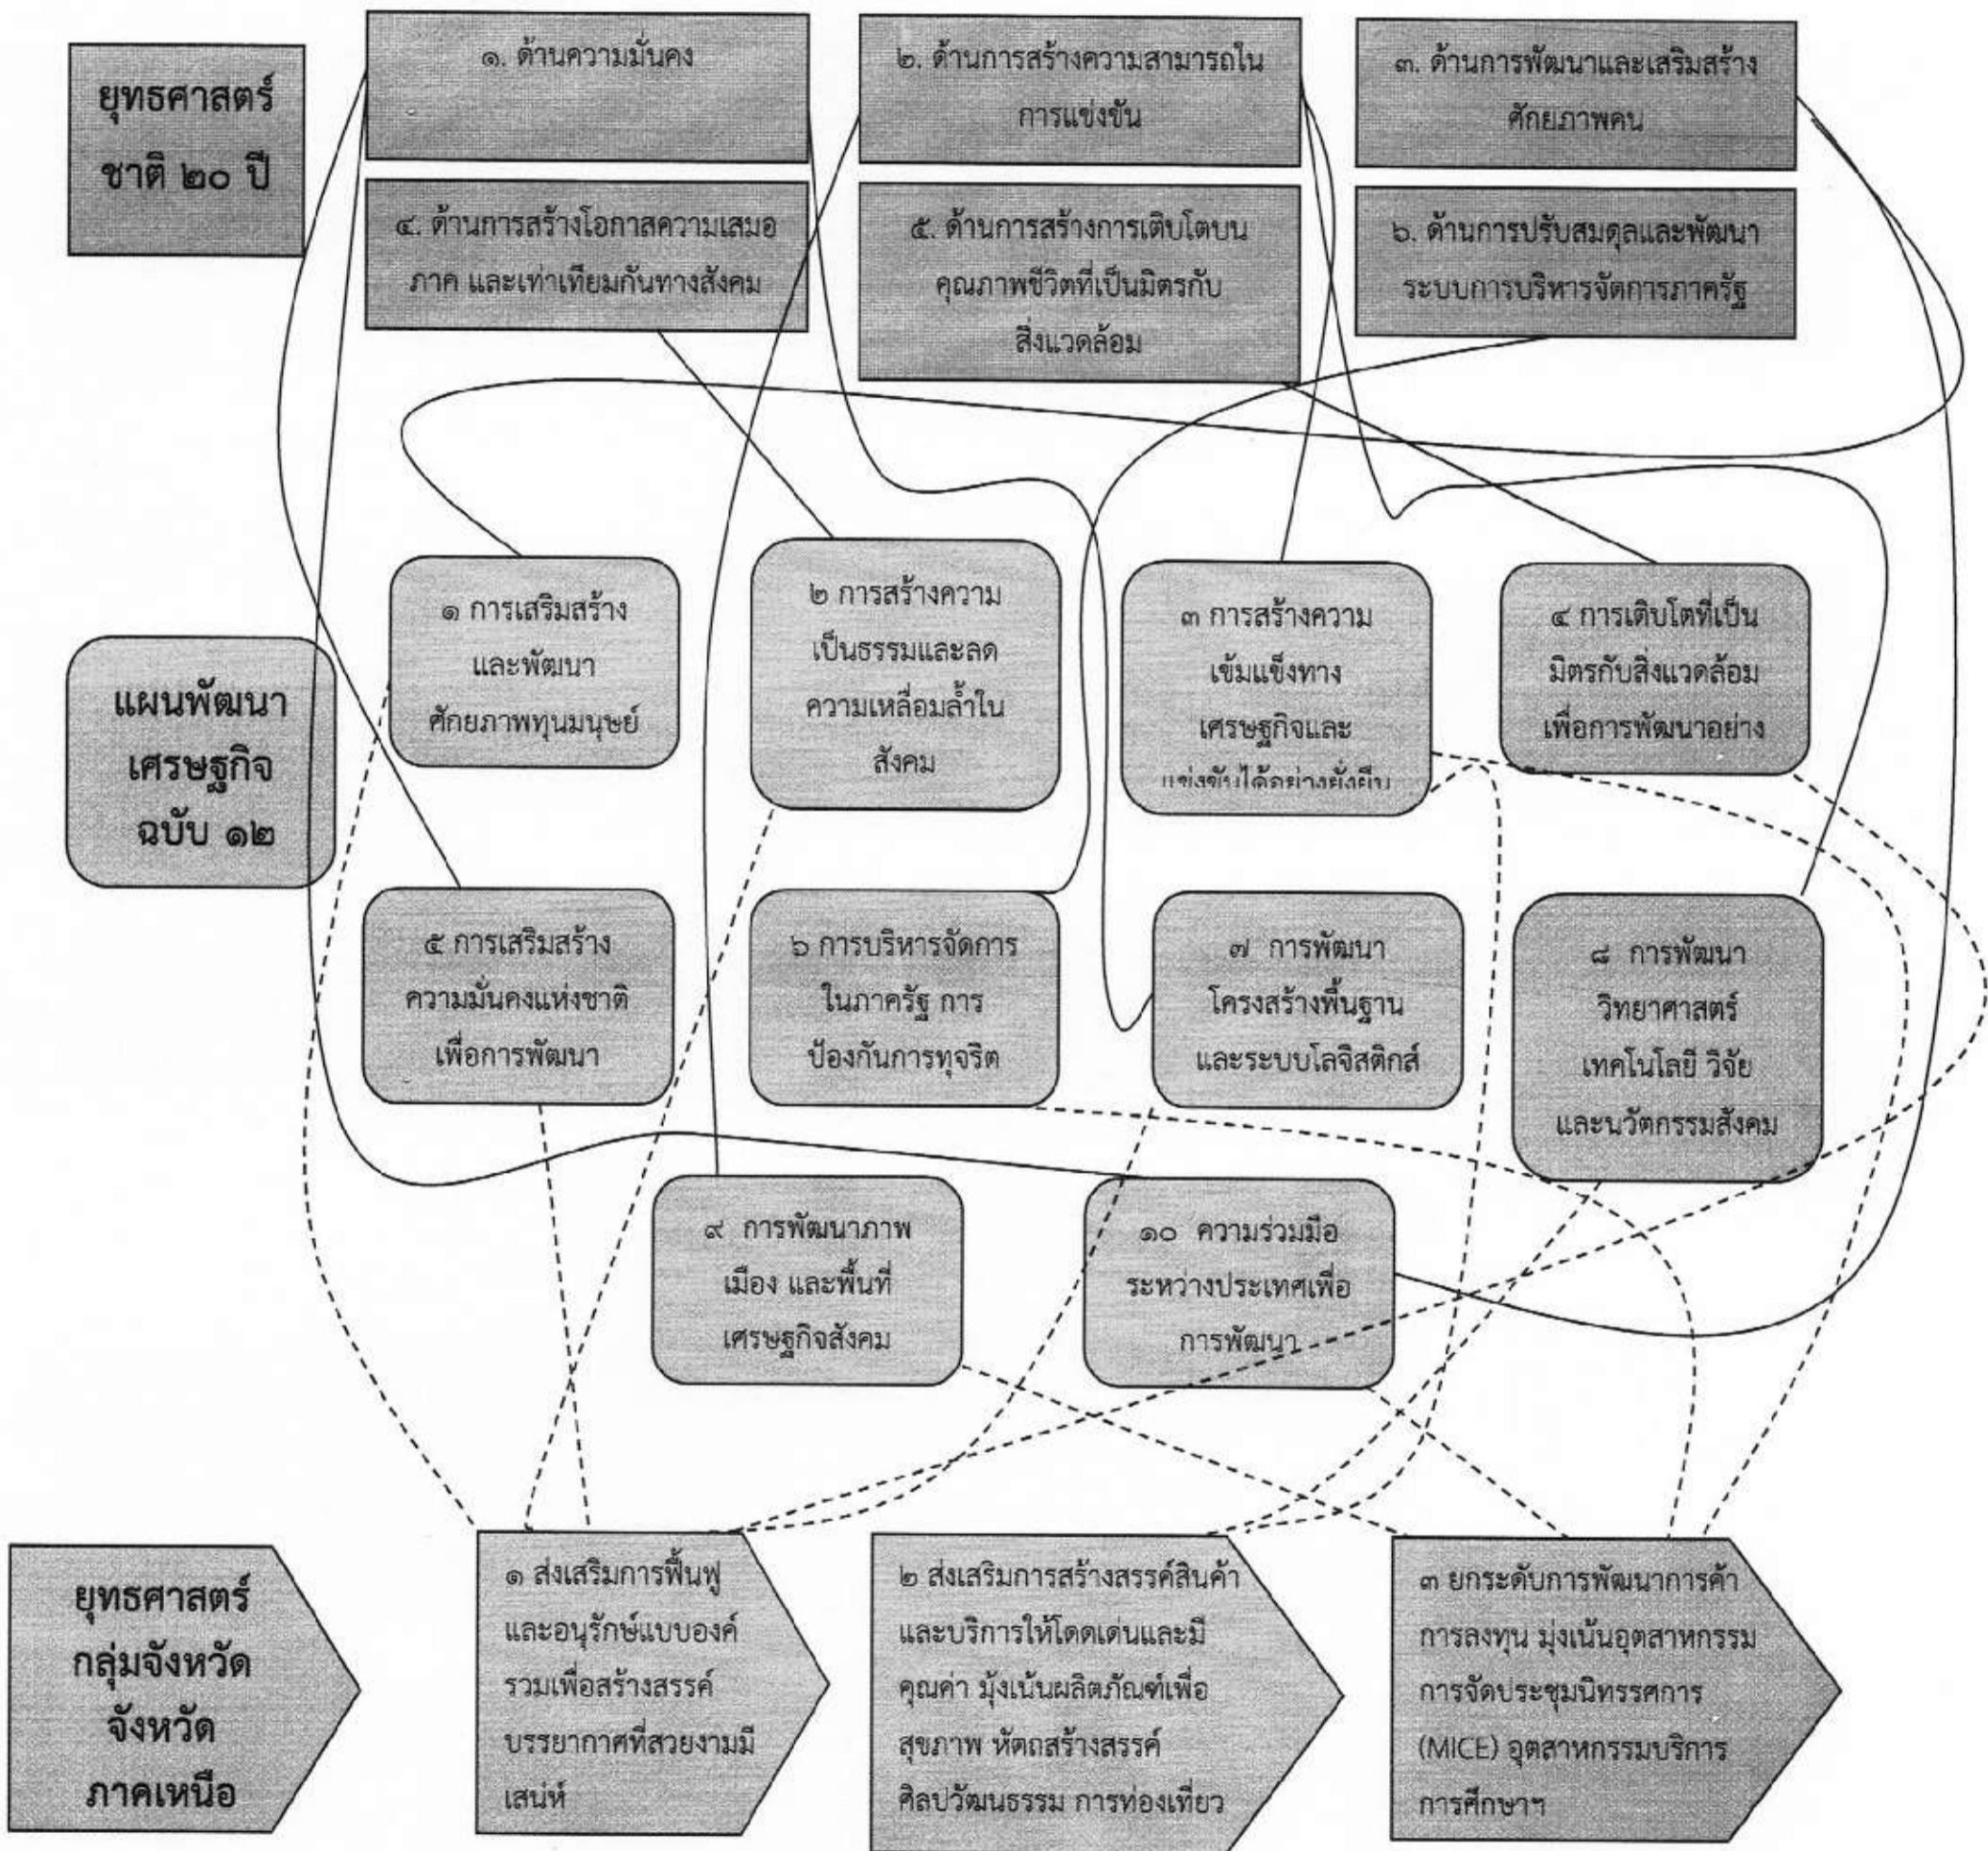 ยุทธศาสตร์
ชาติ ๒๐ ปี
๑. ด้านความมั่นคง
๒. ด้านการสร้างความสามารถใน
การแข่งขัน
๓. ด้านการพัฒนาและเสริมสร้าง
ศักยภาพคน
๔. ด้านการสร้างโอกาสความเสมอ
ภาค และเท่าเทียมกันทางสังคม
๕. ด้านการสร้างการเติบโตบน
คุณภาพชีวิตที่เป็นมิตรกับ
สิ่งแวดล้อม
๖. ด้านการปรับสมดุลและพัฒนา
ระบบการบริหารจัดการภาครัฐ
แผนพัฒนา
เศรษฐกิจ
ฉบับ ๑๒
๑ การเสริมสร้าง
และพัฒนา
ศักยภาพทุนมนุษย์
๒ การสร้างความ
เป็นธรรมและลด
ความเหลื่อมล้ำใน
สังคม
๓ การสร้างความ
เข้มแข็งทาง
เศรษฐกิจและ
แข่งขันได้อย่างยั่งยืน
๔ การเติบโตที่เป็น
มิตรกับสิ่งแวดล้อม
เพื่อการพัฒนาอย่าง
๕ การเสริมสร้าง
ความมั่นคงแห่งชาติ
เพื่อการพัฒนา
๖ การบริหารจัดการ
ในภาครัฐ การ
ป้องกันการทุจริต
๗ การพัฒนา
โครงสร้างพื้นฐาน
และระบบโลจิสติกส์
๘ การพัฒนา
วิทยาศาสตร์
เทคโนโลยี วิจัย
และนวัตกรรมสังคม
๙ การพัฒนาภาพ
เมือง และพื้นที่
เศรษฐกิจสังคม
๑๐ ความร่วมมือ
ระหว่างประเทศเพื่อ
การพัฒนา
ยุทธศาสตร์
กลุ่มจังหวัด
จังหวัด
ภาคเหนือ
๑ ส่งเสริมการฟื้นฟู
และอนุรักษ์แบบองค์
รวมเพื่อสร้างสรรค์
บรรยากาศที่สวยงามมี
เสน่ห์
๒ ส่งเสริมการสร้างสรรค์สินค้า
และบริการให้โดดเด่นและมี
คุณค่า มุ้งเน้นผลิตภัณฑ์เพื่อ
สุขภาพ หัตถสร้างสรรค์
ศิลปวัฒนธรรม การท่องเที่ยว
๓ ยกระดับการพัฒนาการค้า
การลงทุน มุ่งเน้นอุตสาหกรรม
การจัดประชุมนิทรรศการ
(MICE) อุตสาหกรรมบริการ
การศึกษาฯ